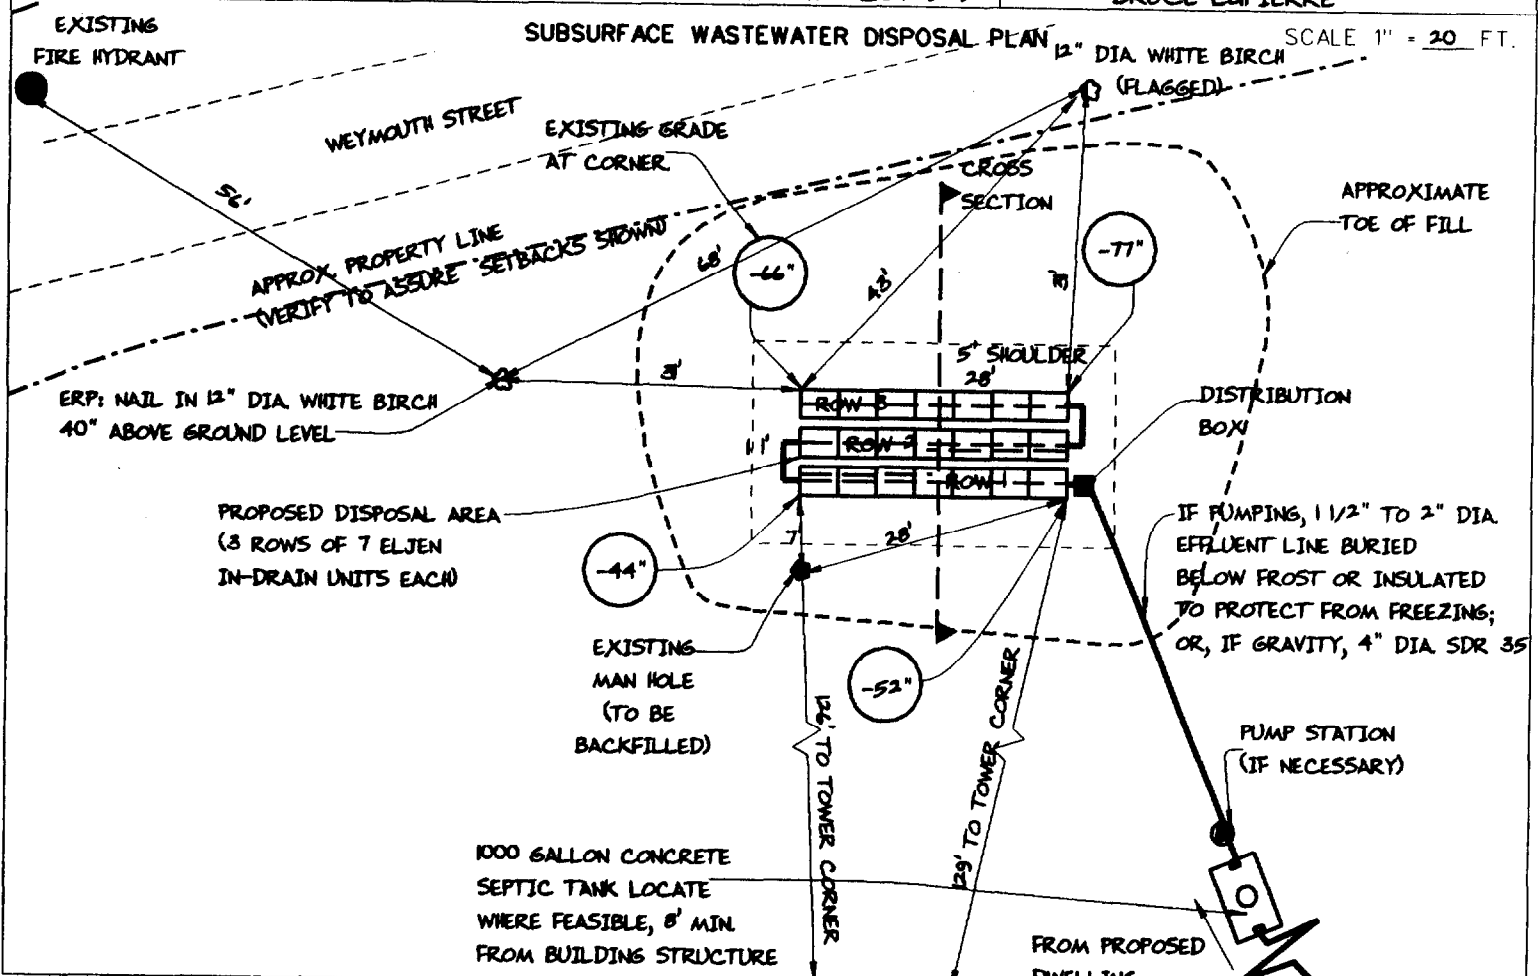 SUBSURFACE WASTEWATER DISPOSAL PLAN
SCALE 1" = 20 FT.
EXISTING
FIRE HYDRANT
12" DIA. WHITE BIRCH
(FLAGGED)
WEYMOUTH STREET
EXISTING GRADE
AT CORNER
CROSS
SECTION
APPROXIMATE
TOE OF FILL
56'
APPROX. PROPERTY LINE
(VERIFY TO ASSURE SETBACKS SHOWN)
68'
-66"
43'
-77"
31'
5' SHOULDER
28'
ERP: NAIL IN 12" DIA. WHITE BIRCH
40" ABOVE GROUND LEVEL
ROW 3
ROW 2
ROW 1
11'
DISTRIBUTION
BOX
PROPOSED DISPOSAL AREA
(3 ROWS OF 7 ELJEN
IN-DRAIN UNITS EACH)
7'
28'
-44"
IF PUMPING, 1 1/2" TO 2" DIA.
EFFLUENT LINE BURIED
BELOW FROST OR INSULATED
TO PROTECT FROM FREEZING;
OR, IF GRAVITY, 4" DIA. SDR 35
EXISTING
MAN HOLE
(TO BE
BACKFILLED)
-52"
126' TO TOWER CORNER
129' TO TOWER CORNER
PUMP STATION
(IF NECESSARY)
1000 GALLON CONCRETE
SEPTIC TANK LOCATE
WHERE FEASIBLE, 8' MIN.
FROM BUILDING STRUCTURE
FROM PROPOSED
DWELLING